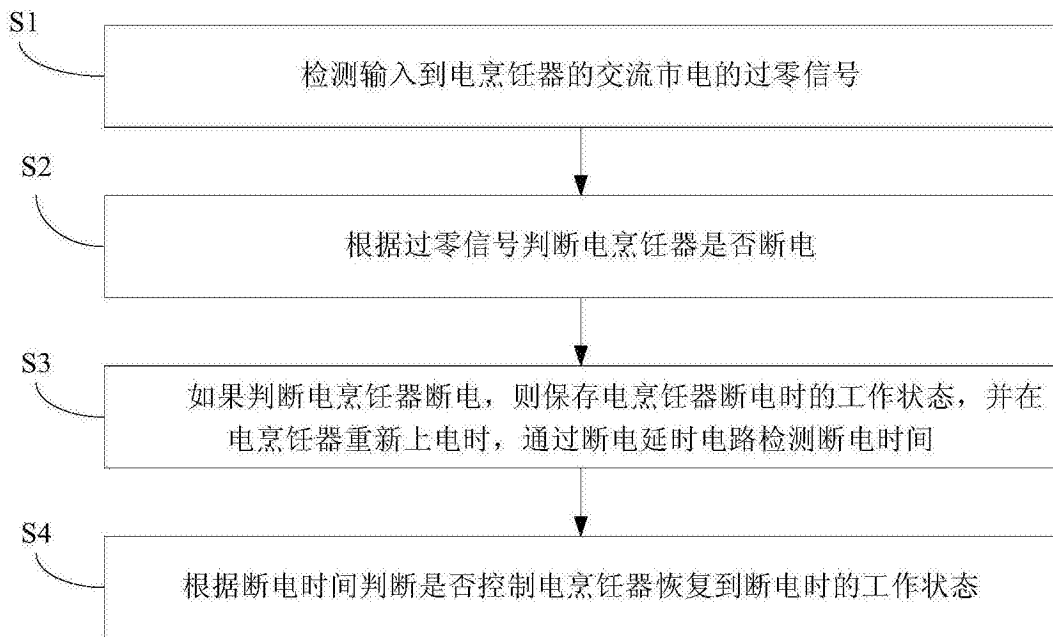 S1
检测输入到电烹饪器的交流市电的过零信号
S2
根据过零信号判断电烹饪器是否断电
S3
如果判断电烹饪器断电，则保存电烹饪器断电时的工作状态，并在
电烹饪器重新上电时，通过断电延时电路检测断电时间
S4
根据断电时间判断是否控制电烹饪器恢复到断电时的工作状态